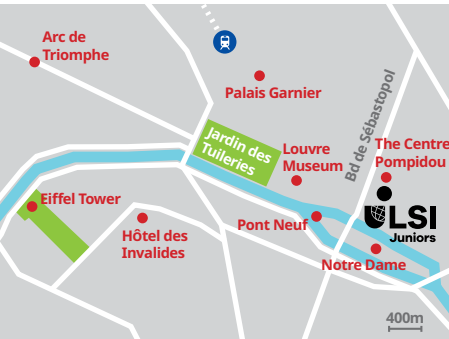 Arc de
Triomphe
Palais Garnier
Bd de Sébastopol
Jardin des
Tuileries
Louvre
Museum
The Centre
Pompidou
Eiffel Tower
LSI
Juniors
Hôtel des
Invalides
Pont Neuf
Notre Dame
400m